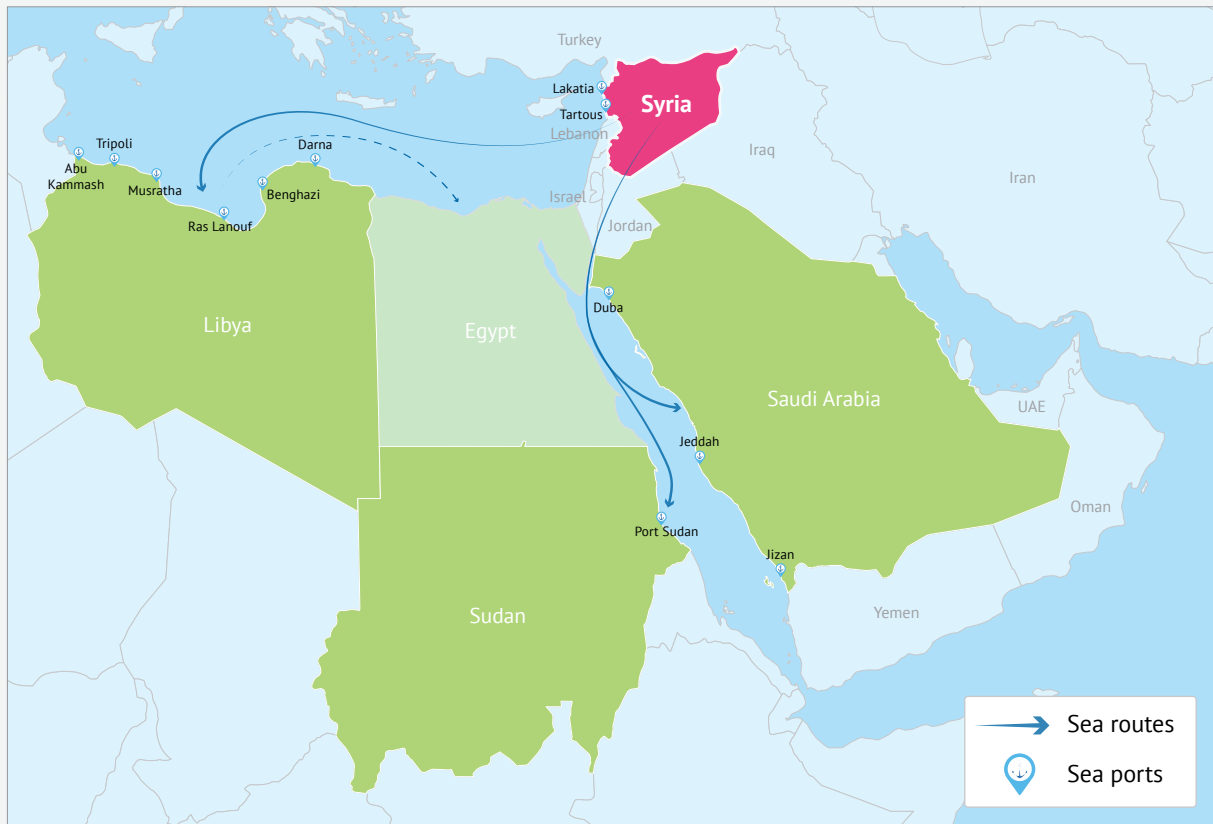 Turkey
Lakatia
Syria
Tartous
Lebanon
Tripoli
Darna
Iraq
Abu
Kammash
Iran
Musratha
Benghazi
Israel
Ras Lanouf
Jordan
Duba
Libya
Egypt
Saudi Arabia
UAE
Jeddah
Oman
Port Sudan
Jizan
Sudan
Yemen
Sea routes
Sea ports